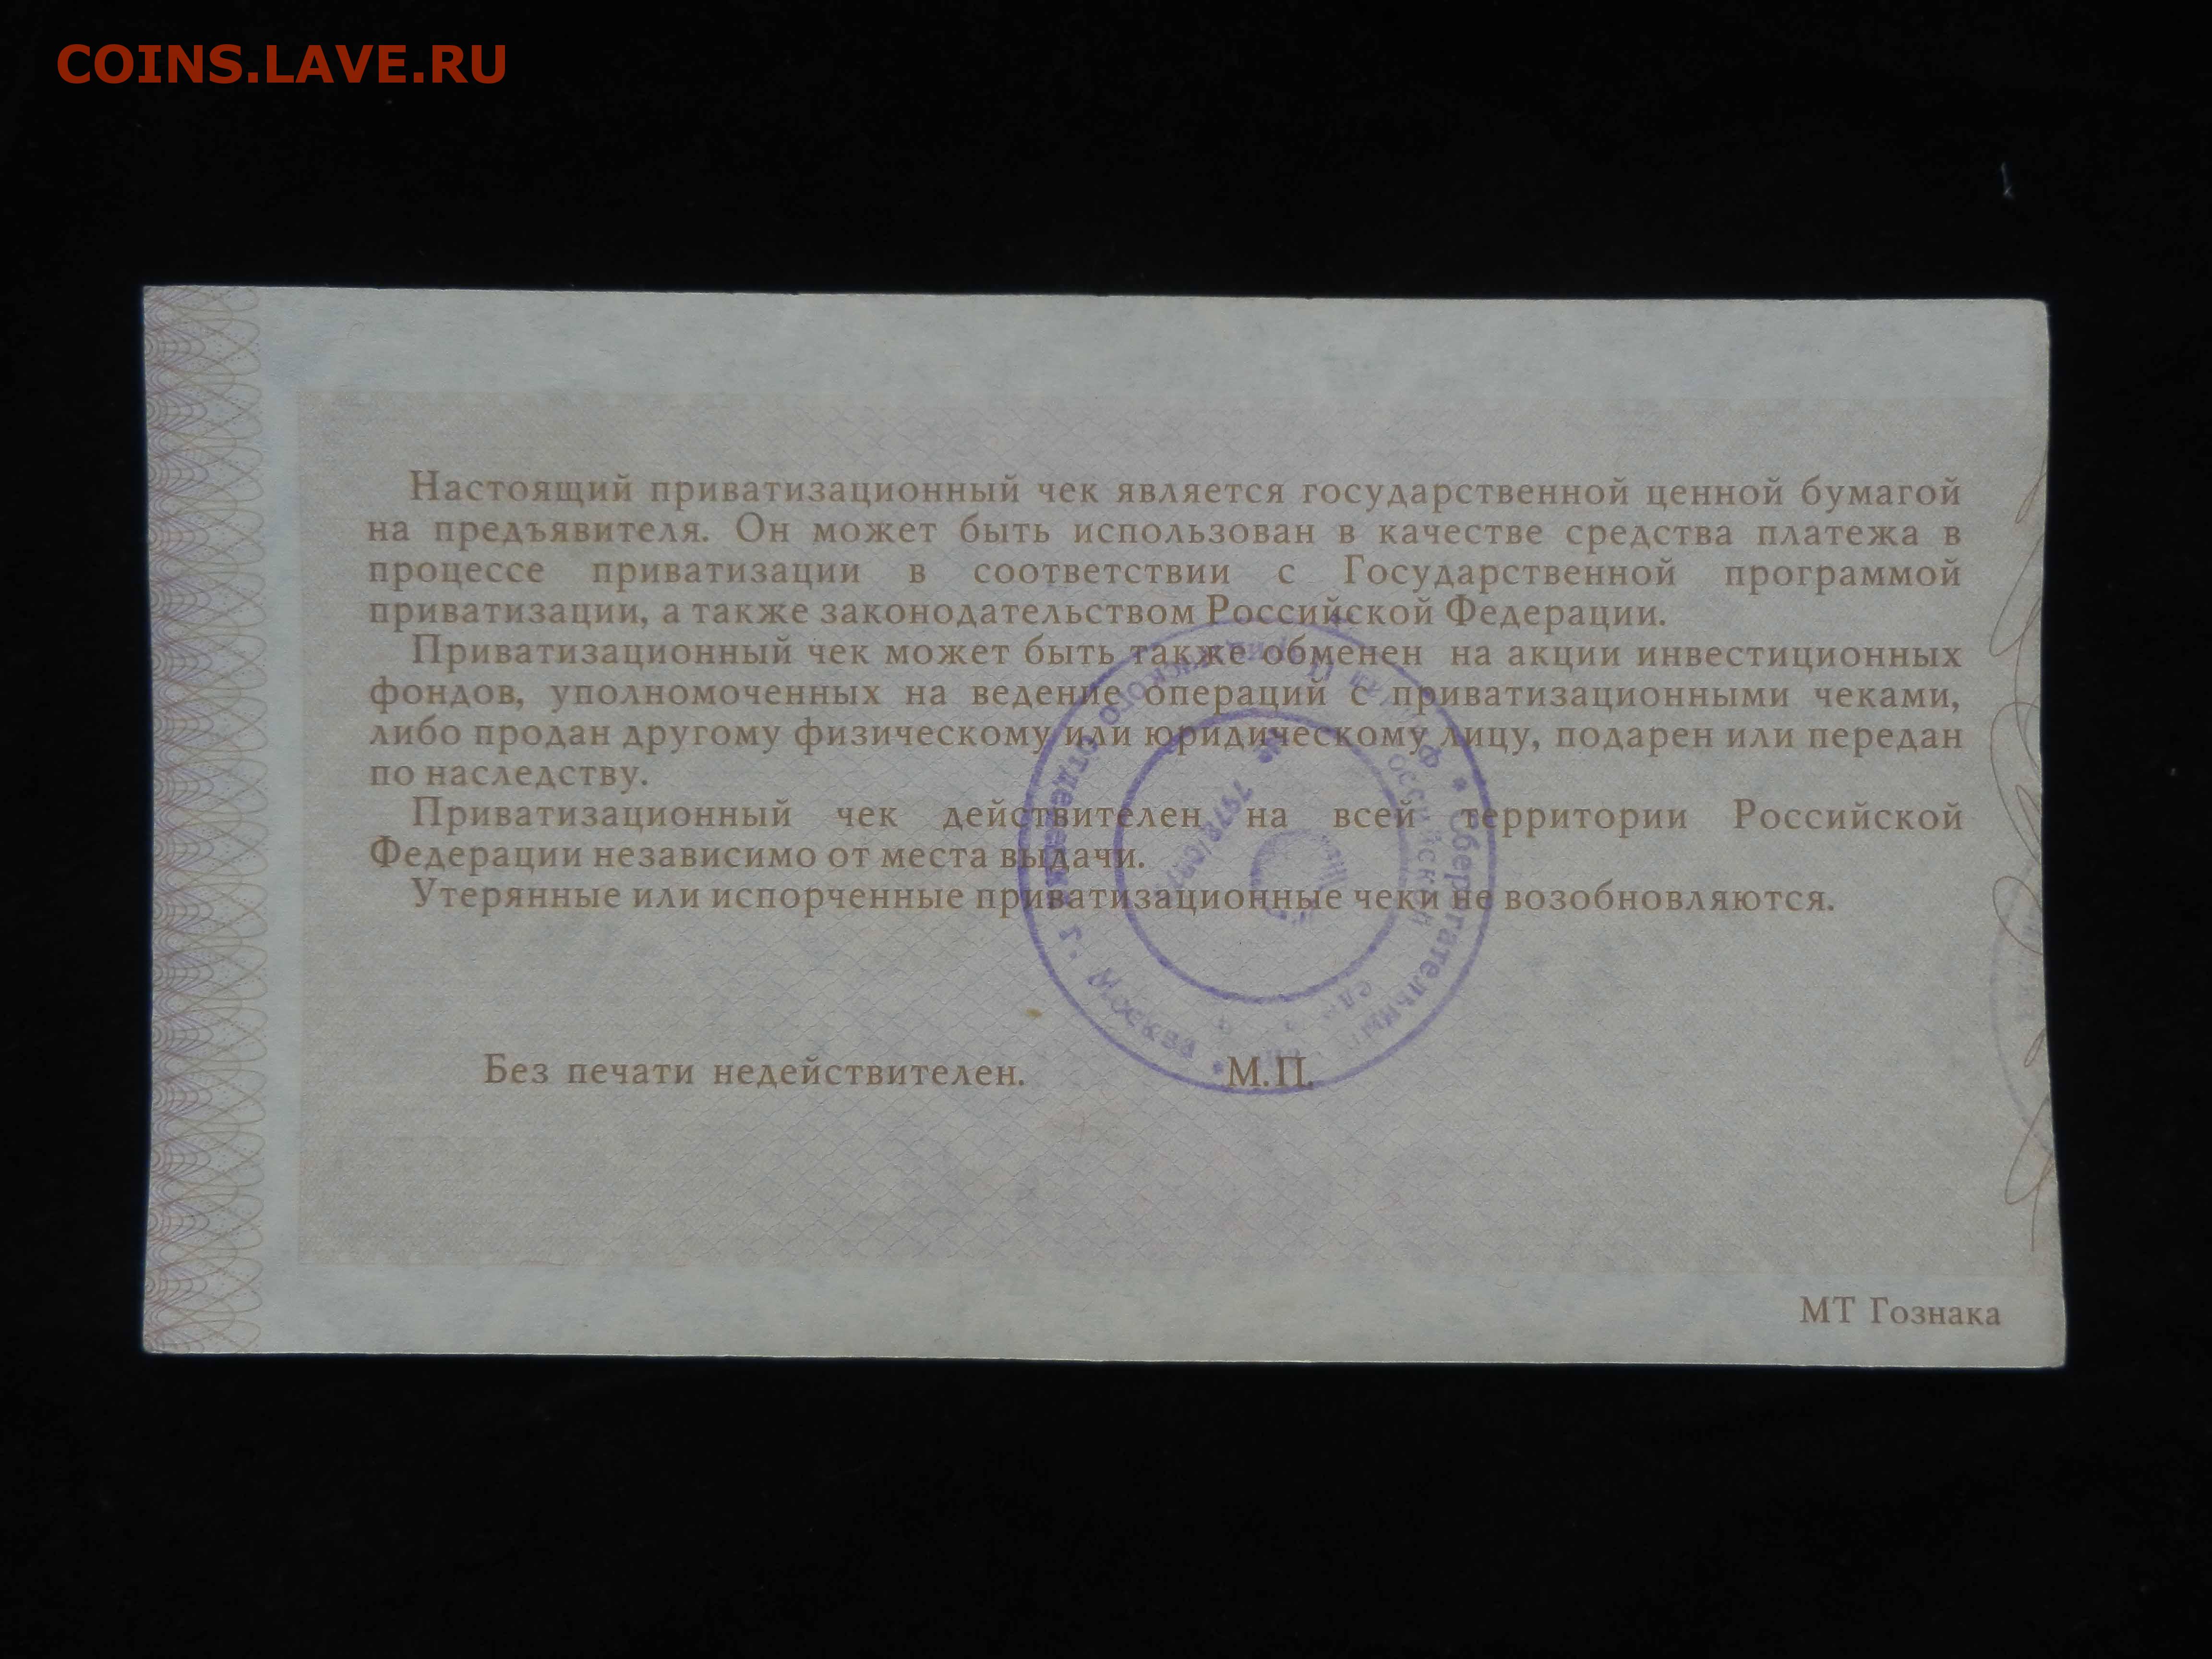 COINS.LAVE.RU
Настоящий приватизационный чек является государственной ценной бумагой
на предъявителя. Он может быть использован в качестве средства платежа в
процессе приватизации в соответствии с Государственной программой
приватизации, а также законодательством Российской Федерации.
Приватизационный чек может быть также обменен на акции инвестиционных
фондов, уполномоченных на ведение операций с приватизационными чеками,
либо продан другому физическому или юридическому лицу, подарен или передан
по наследству.
Приватизационный чек действителен на всей территории Российской
Федерации независимо от места выдачи.
Утерянные или испорченные приватизационные чеки не возобновляются.
Без печати недействителен. М.П.
г. Москва
МТ Гознака